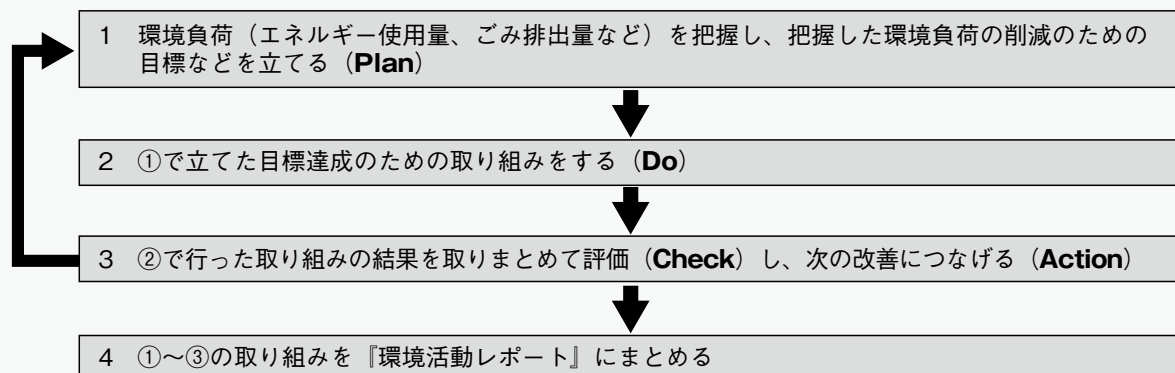 1 環境負荷（エネルギー使用量、ごみ排出量など）を把握し、把握した環境負荷の削減のための
目標などを立てる（Plan）
2 ①で立てた目標達成のための取り組みをする（Do）
3 ②で行った取り組みの結果を取りまとめて評価（Check）し、次の改善につなげる（Action）
4 ①～③の取り組みを『環境活動レポート』にまとめる